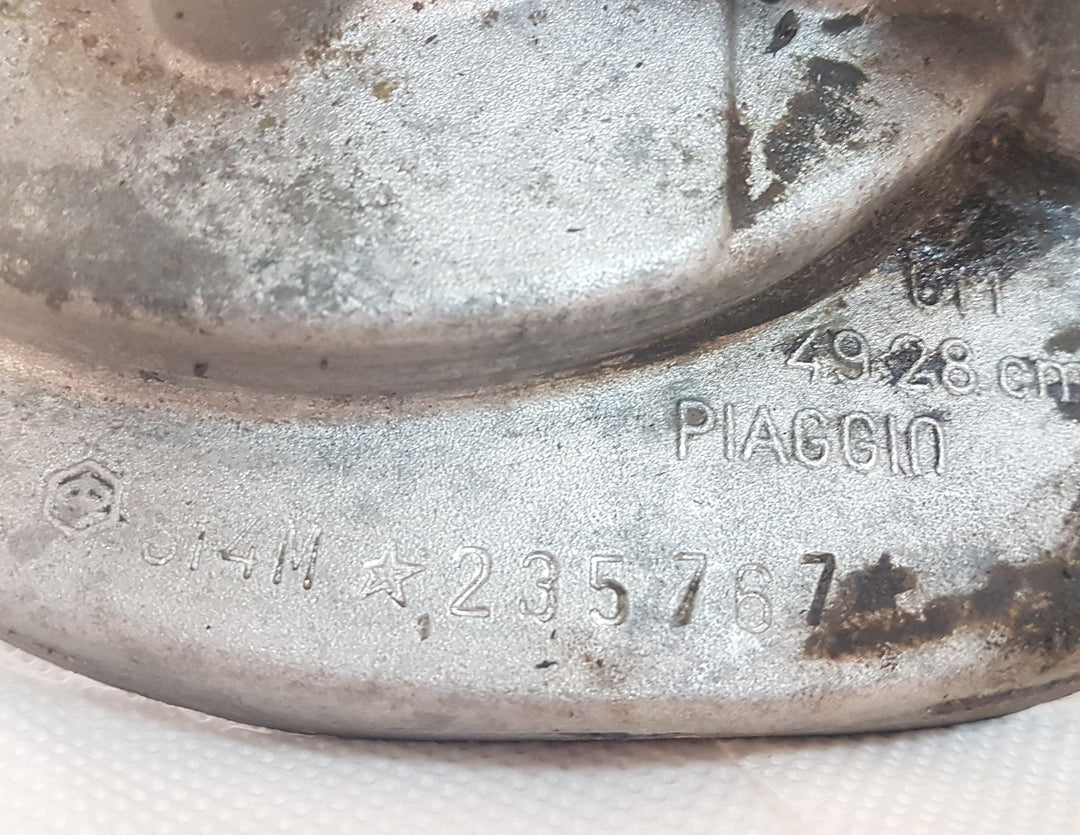 49.28 cm
PIAGGIO
☆ 235767